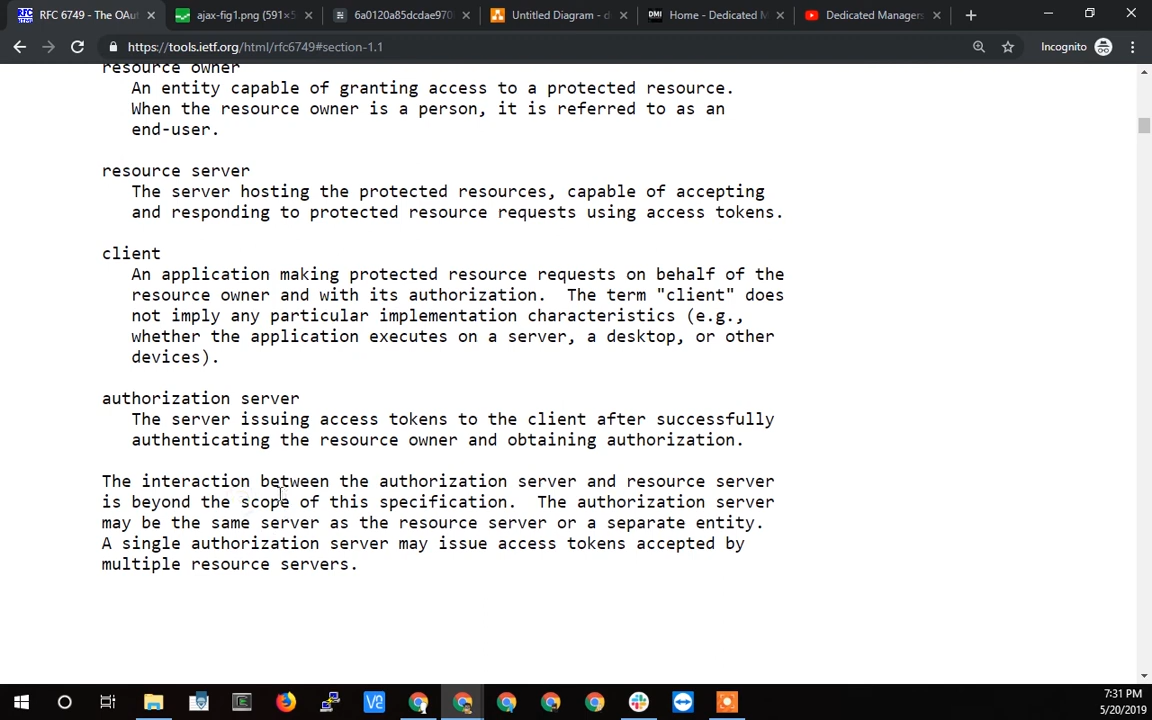 RFC 6749 - The OAut
ajax-fig1.png (591×5
6a0120a85dcdae970
Untitled Diagram - d
DMI
Home - Dedicated M
Dedicated Managers
https://tools.ietf.org/html/rfc6749#section-1.1
Incognito
resource owner
An entity capable of granting access to a protected resource.
When the resource owner is a person, it is referred to as an
end-user.
resource server
The server hosting the protected resources, capable of accepting
and responding to protected resource requests using access tokens.
client
An application making protected resource requests on behalf of the
resource owner and with its authorization.  The term "client" does
not imply any particular implementation characteristics (e.g.,
whether the application executes on a server, a desktop, or other
devices).
authorization server
The server issuing access tokens to the client after successfully
authenticating the resource owner and obtaining authorization.
The interaction between the authorization server and resource server
is beyond the scope of this specification.  The authorization server
may be the same server as the resource server or a separate entity.
A single authorization server may issue access tokens accepted by
multiple resource servers.
7:31 PM
5/20/2019